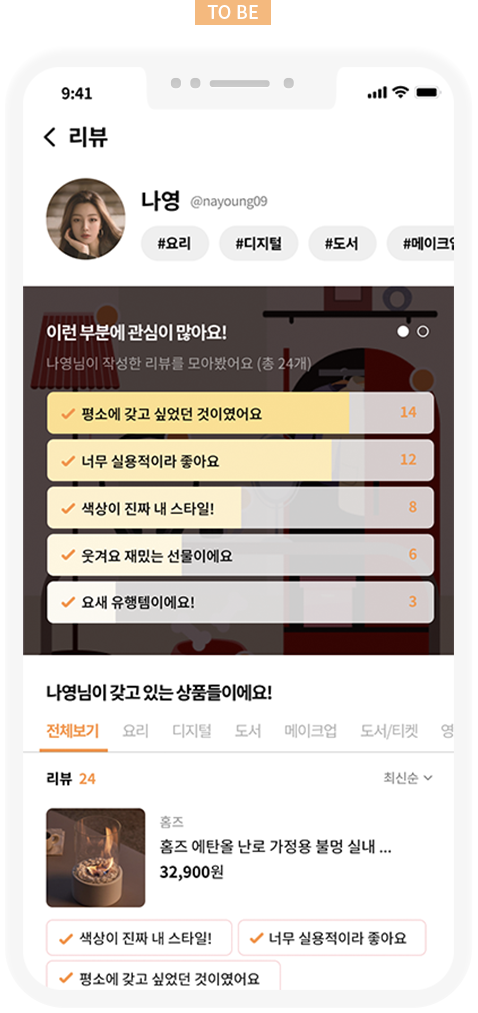 TO BE
9:41
리뷰
나영 @nayoung09
#요리 #디지털 #도서 #메이크
이런 부분에 관심이 많아요!
나영님이 작성한 리뷰를 모아봤어요 (총 24개)
평소에 갖고 싶었던 것이였어요 14
너무 실용적이라 좋아요 12
색상이 진짜 내 스타일! 8
웃겨요 재밌는 선물이에요 6
요새 유행템이에요! 3
나영님이 갖고 있는 상품들이에요!
전체보기 요리 디지털 도서 메이크업 도서/티켓 영
리뷰 24 최신순
홈즈
홈즈 에탄올 난로 가정용 불멍 실내 ...
32,900원
색상이 진짜 내 스타일! 너무 실용적이라 좋아요
평소에 갖고 싶었던 것이였어요